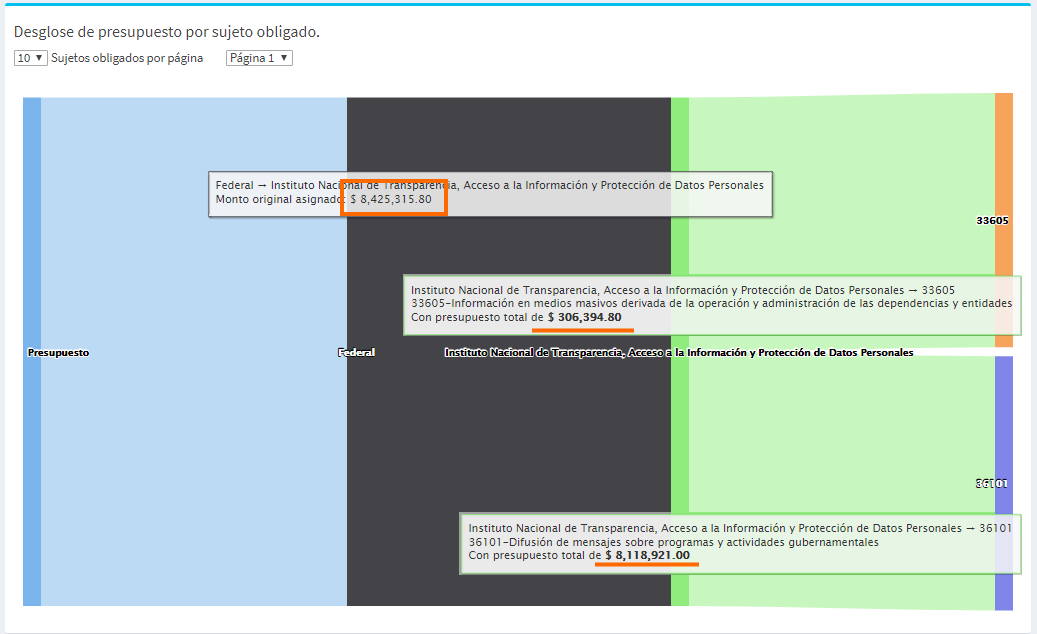 Desglose de presupuesto por sujeto obligado.
10 ▼ Sujetos obligados por página Página 1 ▼
Federal → Instituto Nacional de Transparencia, Acceso a la Información y Protección de Datos Personales
Monto original asignado: $ 8,425,315.80
33605
Instituto Nacional de Transparencia, Acceso a la Información y Protección de Datos Personales → 33605
33605-Información en medios masivos derivada de la operación y administración de las dependencias y entidades
Con presupuesto total de $ 306,394.80
Presupuesto Federal Instituto Nacional de Transparencia, Acceso a la Información y Protección de Datos Personales
36101
Instituto Nacional de Transparencia, Acceso a la Información y Protección de Datos Personales → 36101
36101-Difusión de mensajes sobre programas y actividades gubernamentales
Con presupuesto total de $ 8,118,921.00